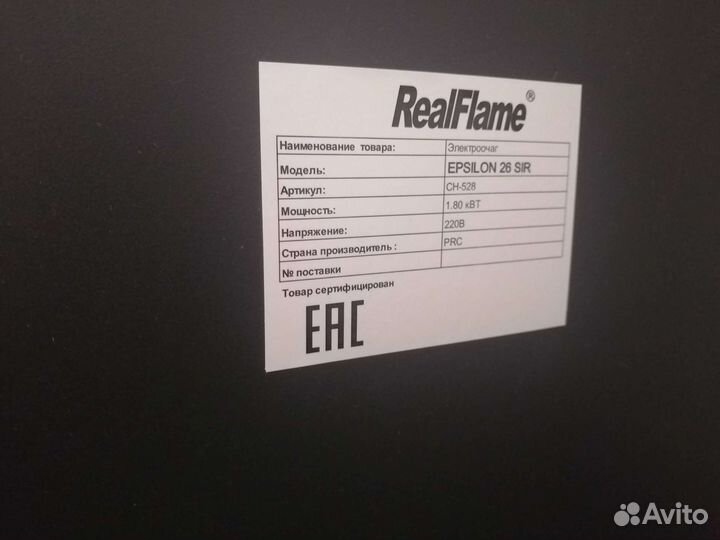 RealFlame®
Наименование товара: Электроочаг
Модель: EPSILON 26 SIR
Артикул: CH-528
Мощность: 1.80 кВТ
Напряжение: 220В
Страна производитель : PRC
№ поставки
Товар сертифицирован
EAC
Avito